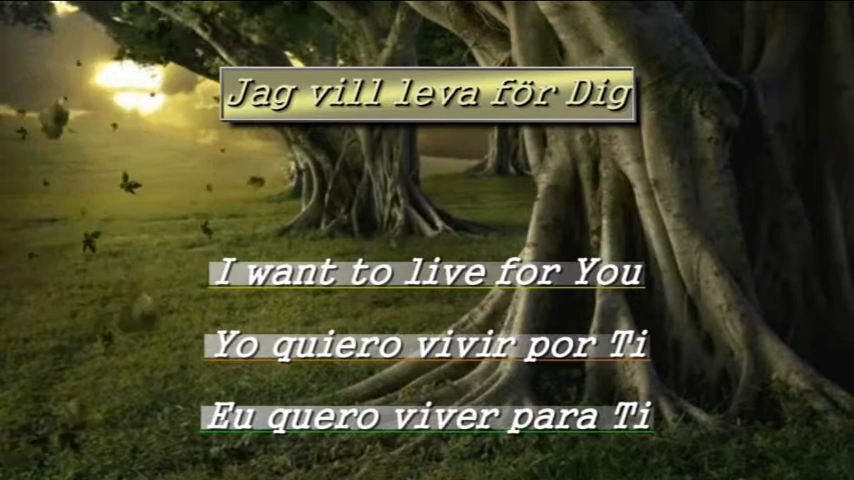 Jag vill leva för Dig
I want to live for You
Yo quiero vivir por Ti
Eu quero viver para Ti